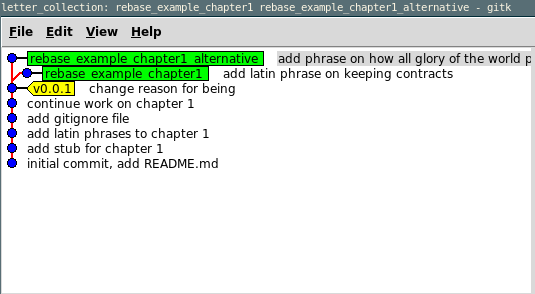 letter_collection: rebase_example_chapter1 rebase_example_chapter1_alternative - gitk
File Edit View Help
rebase_example_chapter1_alternative add phrase on how all glory of the world p
rebase_example_chapter1 add latin phrase on keeping contracts
v0.0.1 change reason for being
continue work on chapter 1
add gitignore file
add latin phrases to chapter 1
add stub for chapter 1
initial commit, add README.md